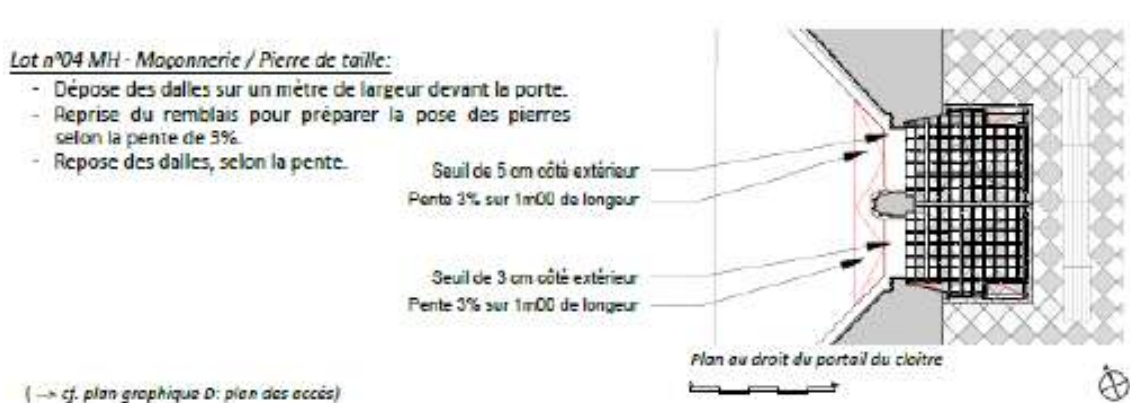 Lot n°04 MH - Maçonnerie / Pierre de taille:
- Dépose des dalles sur un mètre de largeur devant la porte.
- Reprise du remblais pour préparer la pose des pierres
selon la pente de 3%.
- Repose des dalles, selon la pente.
Seuil de 5 cm côté extérieur
Pente 3% sur 1m00 de longeur
Seuil de 3 cm côté extérieur
Pente 3% sur 1m00 de longeur
Plan au droit du portail du cloître
( --> cf. plan graphique D: plan des accés)